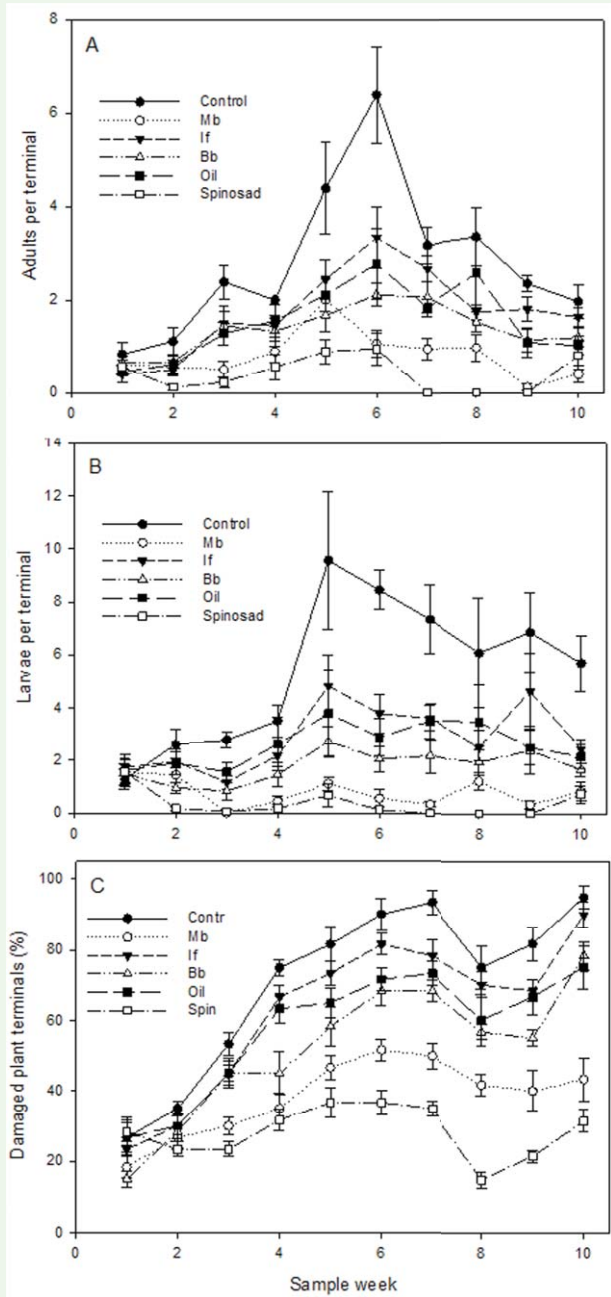 A
Adults per terminal
8
6
4
2
0
Control
Mb
If
Bb
Oil
Spinosad
0 2 4 6 8 10
B
Larvae per terminal
14
12
10
8
6
4
2
0
Control
Mb
If
Bb
Oil
Spinosad
0 2 4 6 8 10
C
Damaged plant terminals (%)
100
80
60
40
20
0
Contr
Mb
If
Bb
Oil
Spin
0 2 4 6 8 10
Sample week